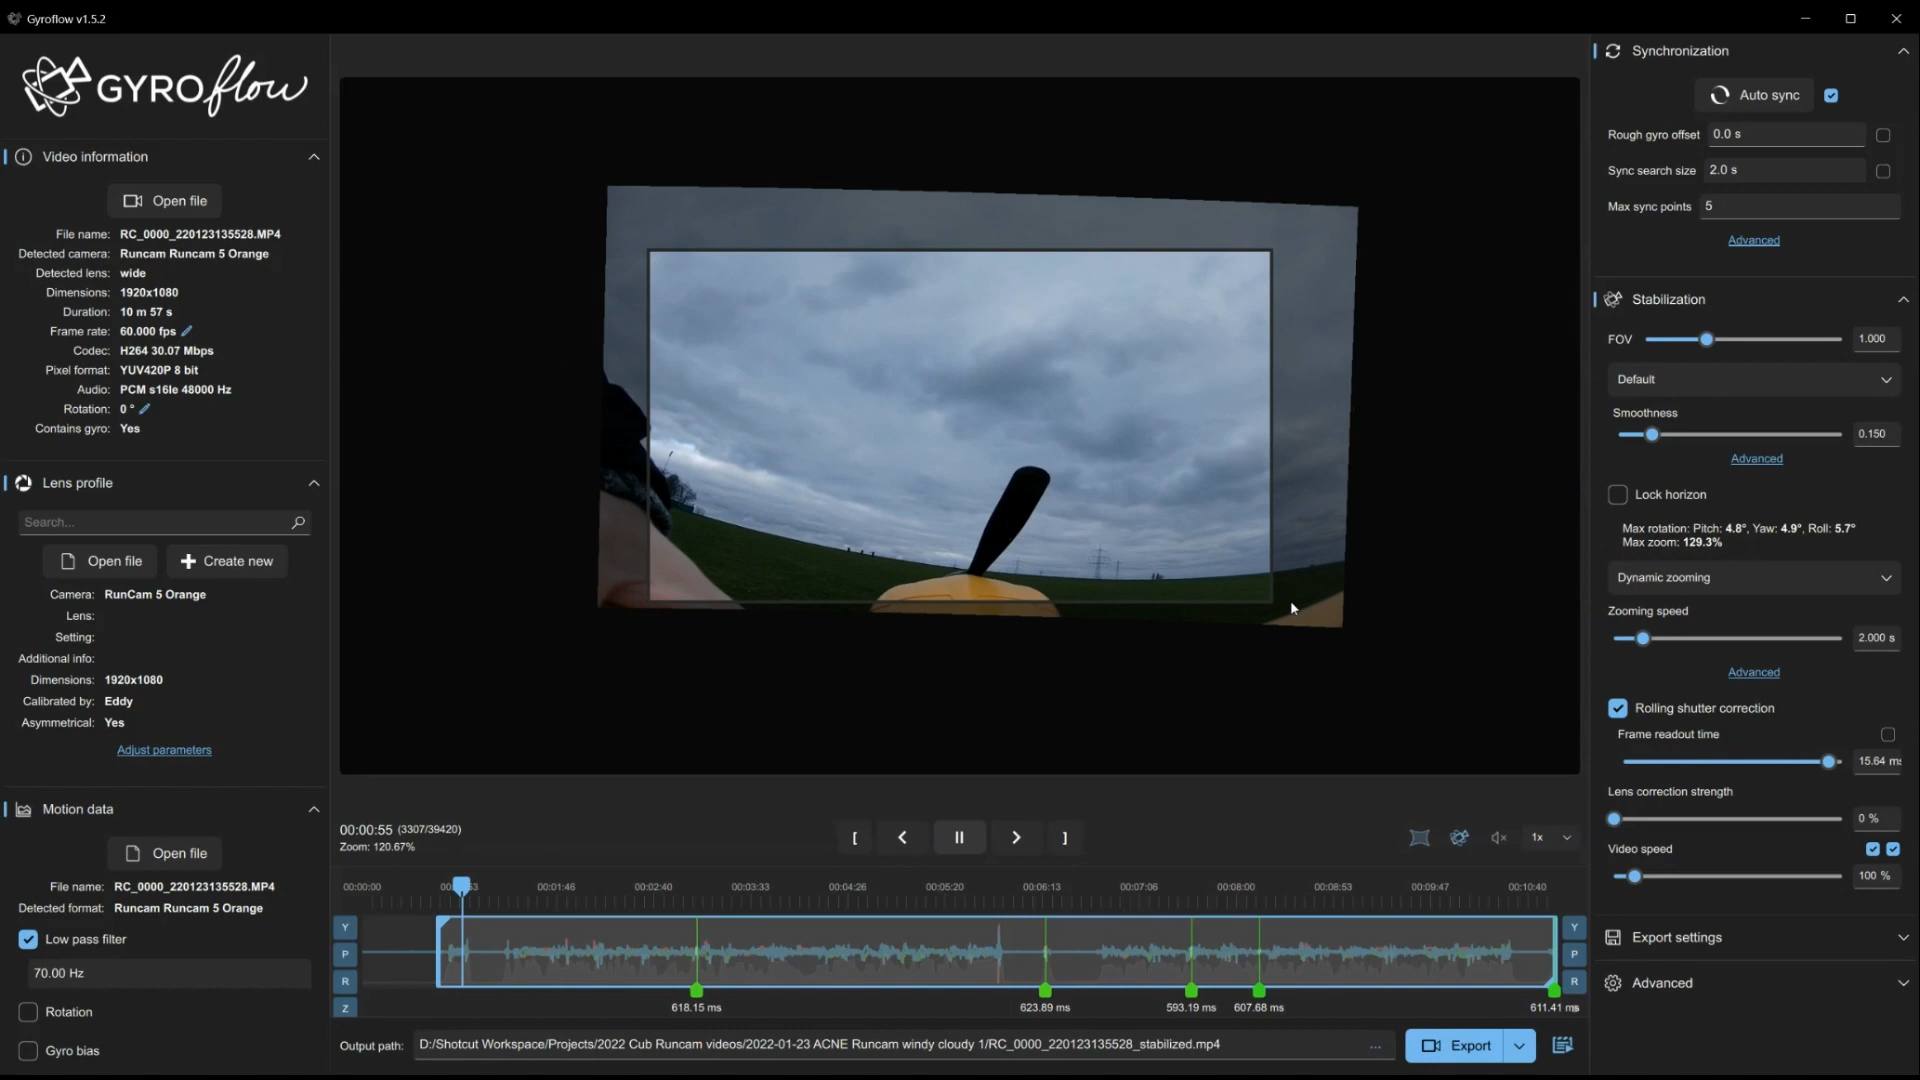 Gyroflow v1.5.2
GYROflow
Video information
Open file
File name: RC_0000_220123135528.MP4
Detected camera: Runcam Runcam 5 Orange
Detected lens: wide
Dimensions: 1920x1080
Duration: 10 m 57 s
Frame rate: 60.000 fps
Codec: H264 30.07 Mbps
Pixel format: YUV420P 8 bit
Audio: PCM s16le 48000 Hz
Rotation: 0 °
Contains gyro: Yes
Lens profile
Search...
Open file
Create new
Camera: RunCam 5 Orange
Lens:
Setting:
Additional info:
Dimensions: 1920x1080
Calibrated by: Eddy
Asymmetrical: Yes
Adjust parameters
Motion data
Open file
File name: RC_0000_220123135528.MP4
Detected format: Runcam Runcam 5 Orange
Low pass filter
70.00 Hz
Rotation
Gyro bias
00:00:55 (3307/39420)
Zoom: 120.67%
[ ]
1x
00:00:00 00:01:46 00:02:40 00:03:33 00:04:26 00:05:20 00:06:13 00:07:06 00:08:00 00:08:53 00:09:47 00:10:40
Y Y
P P
R R
Z
618.15 ms 623.89 ms 593.19 ms 607.68 ms 611.41 ms
Output path: D:/Shotcut Workspace/Projects/2022 Cub Runcam videos/2022-01-23 ACNE Runcam windy cloudy 1/RC_0000_220123135528_stabilized.mp4 ...
Export
Synchronization
Auto sync
Rough gyro offset 0.0 s
Sync search size 2.0 s
Max sync points 5
Advanced
Stabilization
FOV 1.000
Default
Smoothness
0.150
Advanced
Lock horizon
Max rotation: Pitch: 4.8°, Yaw: 4.9°, Roll: 5.7°
Max zoom: 129.3%
Dynamic zooming
Zooming speed
2.000 s
Advanced
Rolling shutter correction
Frame readout time
15.64 ms
Lens correction strength
0 %
Video speed
100 %
Export settings
Advanced